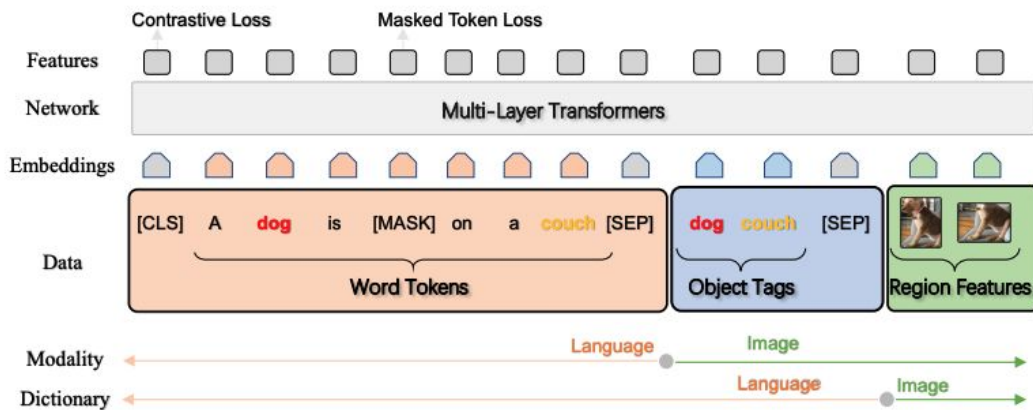 Contrastive Loss Masked Token Loss
Features
Network Multi-Layer Transformers
Embeddings
[CLS] A dog is [MASK] on a couch [SEP] dog couch [SEP]
Data
Word Tokens Object Tags Region Features
Language Image
Modality
Language Image
Dictionary